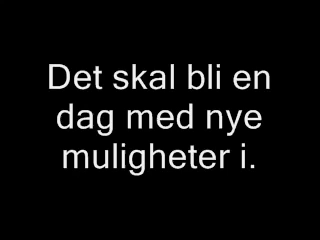 Det skal bli en
dag med nye
muligheter i.